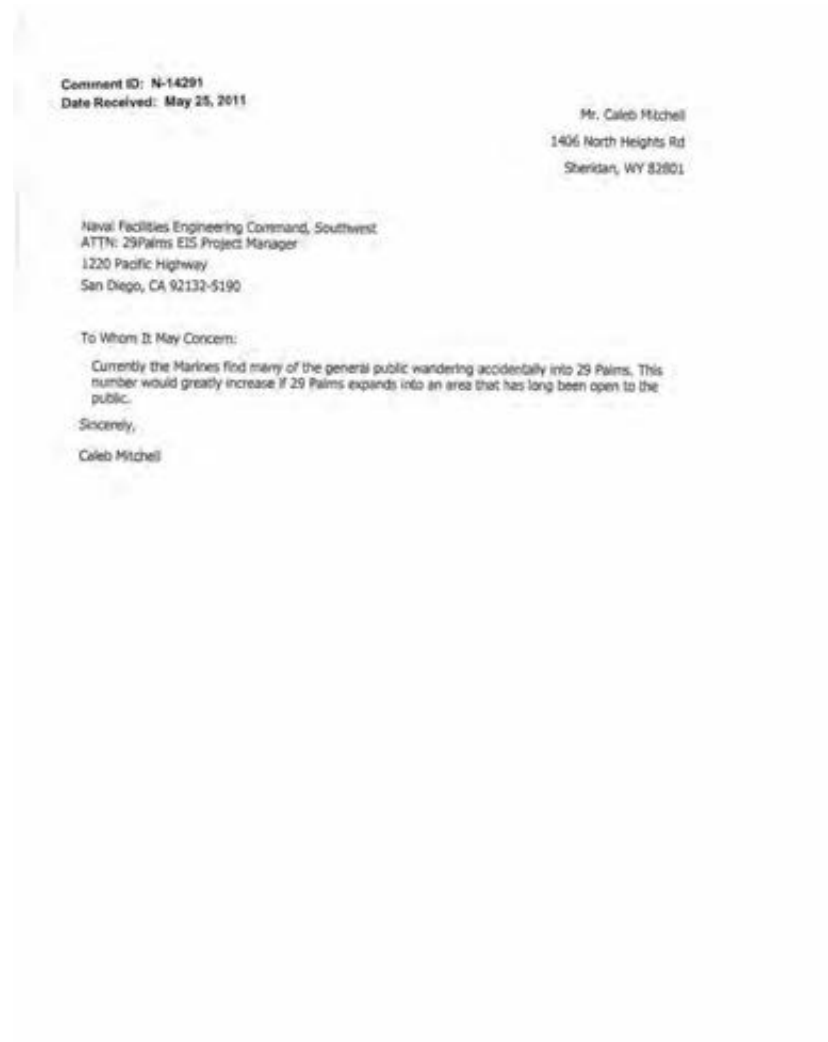 Comment ID: N-14291
Date Received: May 25, 2011
Mr. Caleb Mitchell
1406 North Heights Rd
Sheridan, WY 82801
Naval Facilities Engineering Command, Southwest
ATTN: 29Palms EIS Project Manager
1220 Pacific Highway
San Diego, CA 92132-5190
To Whom It May Concern:
Currently the Marines find many of the general public wandering accidentally into 29 Palms. This
number would greatly increase if 29 Palms expands into an area that has long been open to the
public.
Sincerely,
Caleb Mitchell